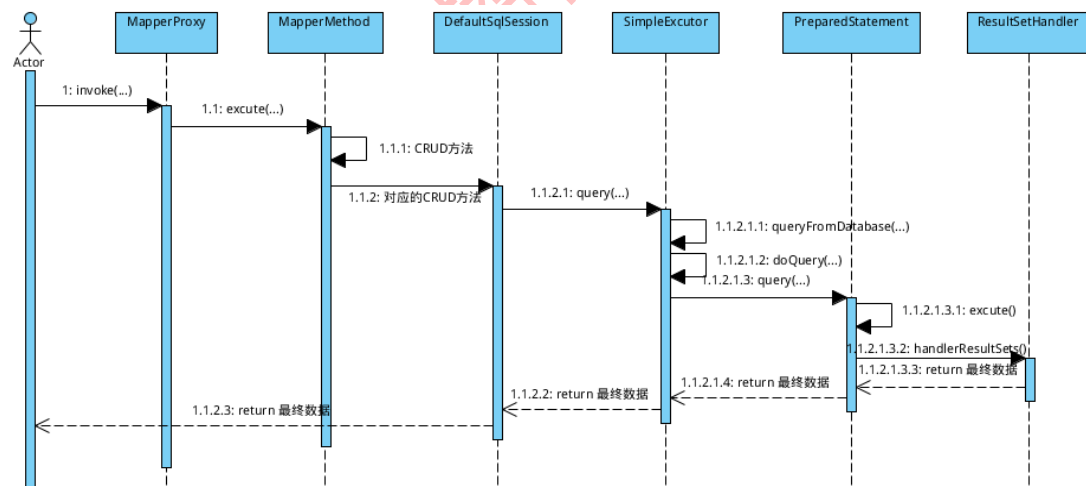 MapperProxy
MapperMethod
DefaultSqlSession
SimpleExcutor
PreparedStatement
ResultSetHandler
Actor
1: invoke(...)
1.1: excute(...)
1.1.1: CRUD方法
1.1.2: 对应的CRUD方法
1.1.2.1: query(...)
1.1.2.1.1: queryFromDatabase(...)
1.1.2.1.2: doQuery(...)
1.1.2.1.3: query(...)
1.1.2.1.3.1: excute()
1.1.2.1.3.2: handlerResultSets()
1.1.2.1.3.3: return 最终数据
1.1.2.1.4: return 最终数据
1.1.2.2: return 最终数据
1.1.2.3: return 最终数据